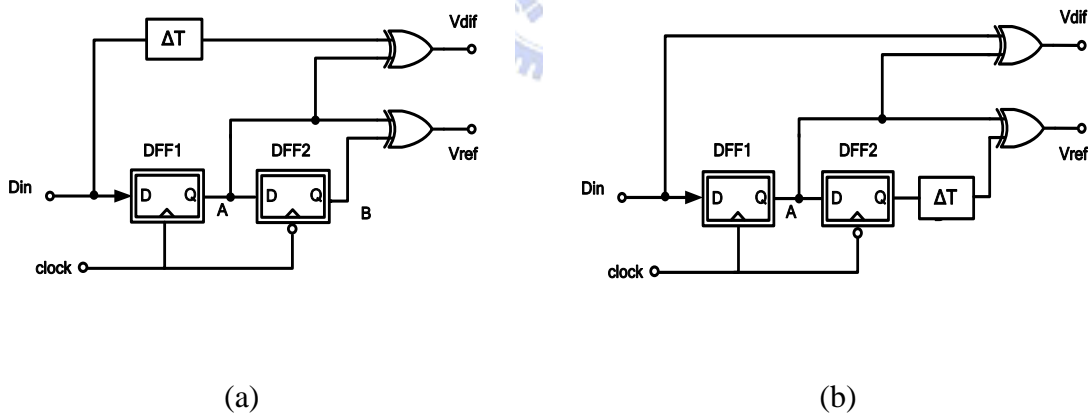 Vdif
ΔT
Vref
DFF1 DFF2
Din
D Q D Q
A B
clock
(a)
Vdif
Vref
DFF1 DFF2
Din
D Q D Q ΔT
A
clock
(b)